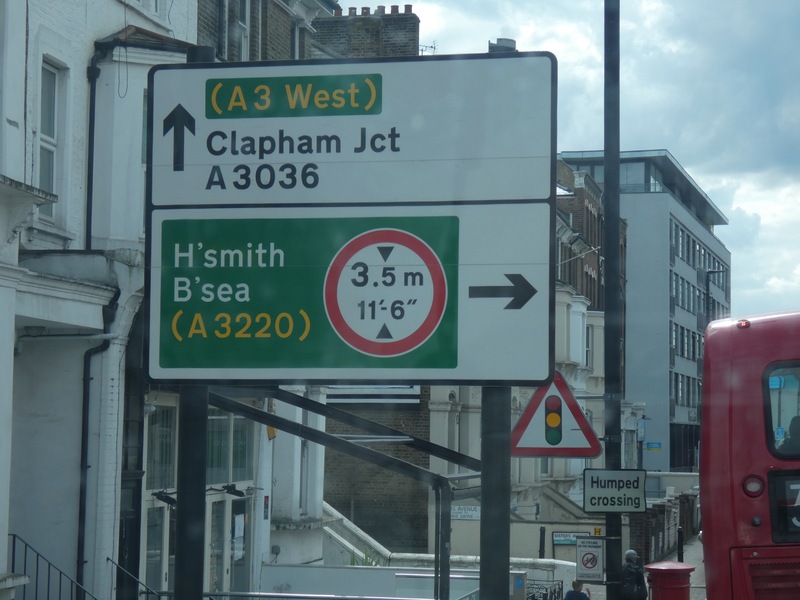 (A3 West)
Clapham Jct
A3036
H'smith
B'sea
(A3220)
3.5 m
11'-6"
Humped
crossing